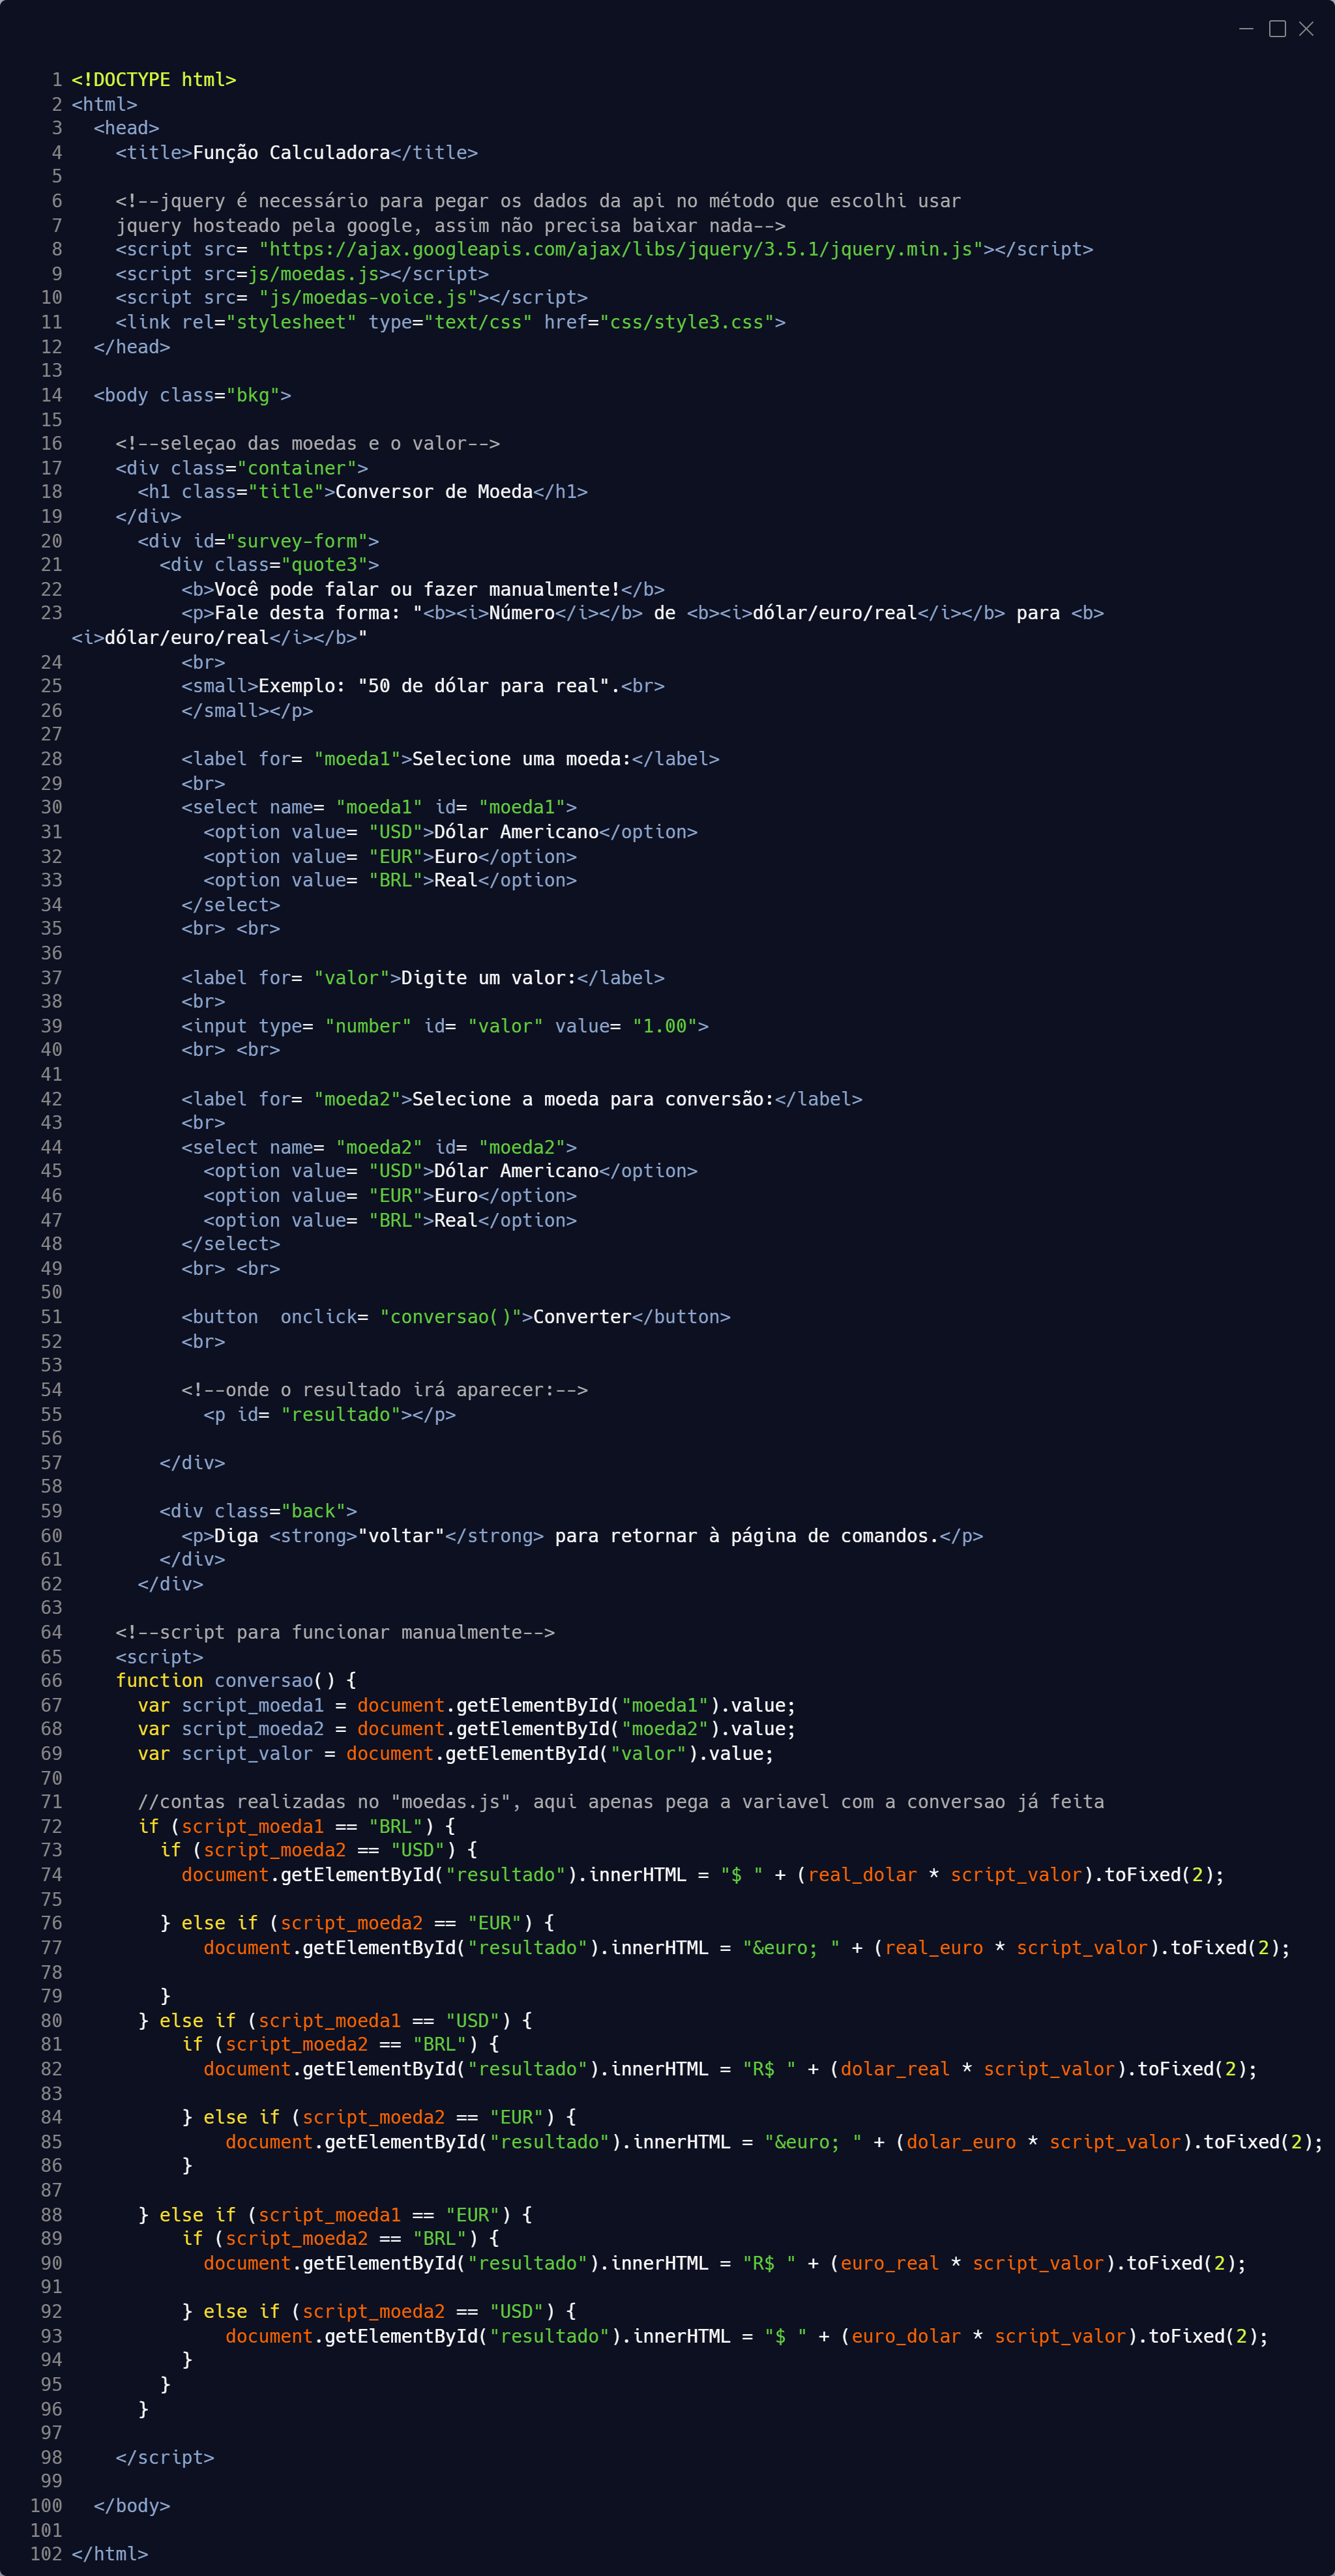 1 <!DOCTYPE html>
2 <html>
3   <head>
4     <title>Função Calculadora</title>
5
6     <!--jquery é necessário para pegar os dados da api no método que escolhi usar
7     jquery hosteado pela google, assim não precisa baixar nada-->
8     <script src= "https://ajax.googleapis.com/ajax/libs/jquery/3.5.1/jquery.min.js"></script>
9     <script src=js/moedas.js></script>
10     <script src= "js/moedas-voice.js"></script>
11     <link rel="stylesheet" type="text/css" href="css/style3.css">
12   </head>
13
14   <body class="bkg">
15
16     <!--seleçao das moedas e o valor-->
17     <div class="container">
18       <h1 class="title">Conversor de Moeda</h1>
19     </div>
20       <div id="survey-form">
21         <div class="quote3">
22           <b>Você pode falar ou fazer manualmente!</b>
23           <p>Fale desta forma: "<b><i>Número</i></b> de <b><i>dólar/euro/real</i></b> para <b>
<i>dólar/euro/real</i></b>"
24           <br>
25           <small>Exemplo: "50 de dólar para real".<br>
26           </small></p>
27
28           <label for= "moeda1">Selecione uma moeda:</label>
29           <br>
30           <select name= "moeda1" id= "moeda1">
31             <option value= "USD">Dólar Americano</option>
32             <option value= "EUR">Euro</option>
33             <option value= "BRL">Real</option>
34           </select>
35           <br> <br>
36
37           <label for= "valor">Digite um valor:</label>
38           <br>
39           <input type= "number" id= "valor" value= "1.00">
40           <br> <br>
41
42           <label for= "moeda2">Selecione a moeda para conversão:</label>
43           <br>
44           <select name= "moeda2" id= "moeda2">
45             <option value= "USD">Dólar Americano</option>
46             <option value= "EUR">Euro</option>
47             <option value= "BRL">Real</option>
48           </select>
49           <br> <br>
50
51           <button  onclick= "conversao()">Converter</button>
52           <br>
53
54           <!--onde o resultado irá aparecer:-->
55             <p id= "resultado"></p>
56
57         </div>
58
59         <div class="back">
60           <p>Diga <strong>"voltar"</strong> para retornar à página de comandos.</p>
61         </div>
62       </div>
63
64     <!--script para funcionar manualmente-->
65     <script>
66     function conversao() {
67       var script_moeda1 = document.getElementById("moeda1").value;
68       var script_moeda2 = document.getElementById("moeda2").value;
69       var script_valor = document.getElementById("valor").value;
70
71       //contas realizadas no "moedas.js", aqui apenas pega a variavel com a conversao já feita
72       if (script_moeda1 == "BRL") {
73         if (script_moeda2 == "USD") {
74           document.getElementById("resultado").innerHTML = "$ " + (real_dolar * script_valor).toFixed(2);
75
76         } else if (script_moeda2 == "EUR") {
77             document.getElementById("resultado").innerHTML = "&euro; " + (real_euro * script_valor).toFixed(2);
78
79         }
80       } else if (script_moeda1 == "USD") {
81           if (script_moeda2 == "BRL") {
82             document.getElementById("resultado").innerHTML = "R$ " + (dolar_real * script_valor).toFixed(2);
83
84           } else if (script_moeda2 == "EUR") {
85               document.getElementById("resultado").innerHTML = "&euro; " + (dolar_euro * script_valor).toFixed(2);
86           }
87
88       } else if (script_moeda1 == "EUR") {
89           if (script_moeda2 == "BRL") {
90             document.getElementById("resultado").innerHTML = "R$ " + (euro_real * script_valor).toFixed(2);
91
92           } else if (script_moeda2 == "USD") {
93               document.getElementById("resultado").innerHTML = "$ " + (euro_dolar * script_valor).toFixed(2);
94           }
95         }
96       }
97
98     </script>
99
100   </body>
101
102 </html>